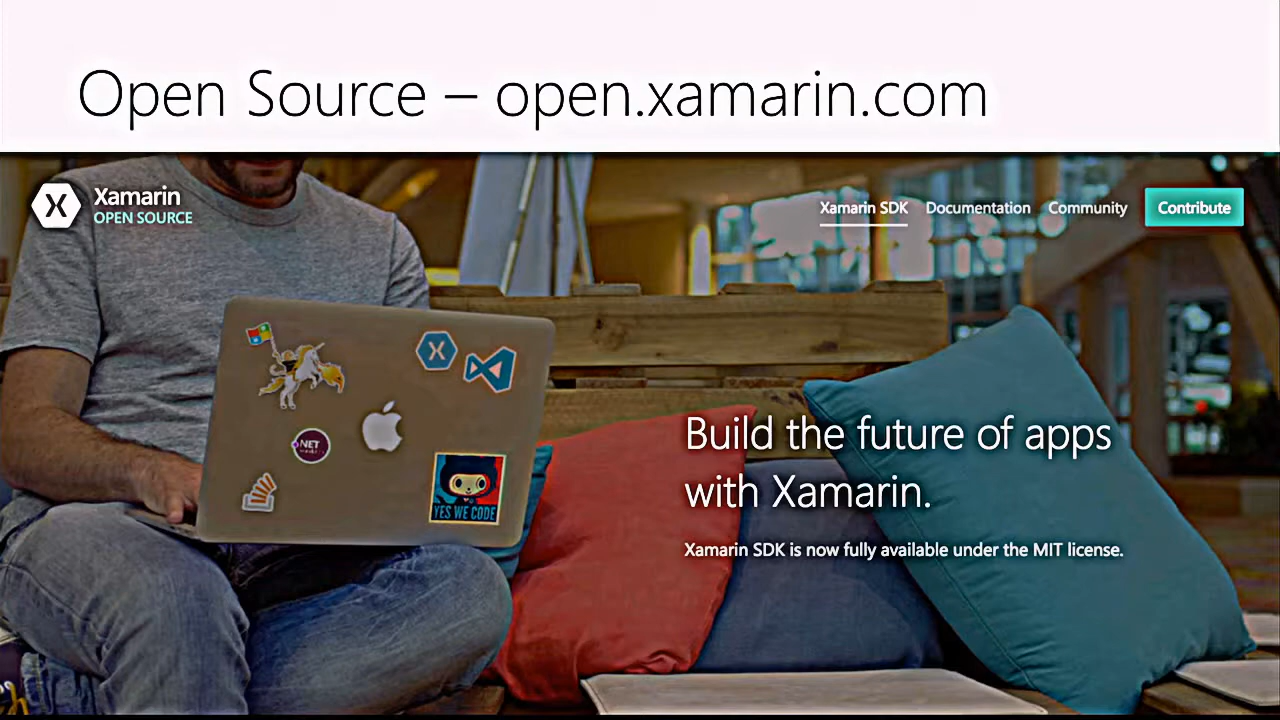 Open Source – open.xamarin.com
Xamarin
OPEN SOURCE
Xamarin SDK Documentation Community Contribute
Build the future of apps
with Xamarin.
Xamarin SDK is now fully available under the MIT license.
.NET
YES WE CODE